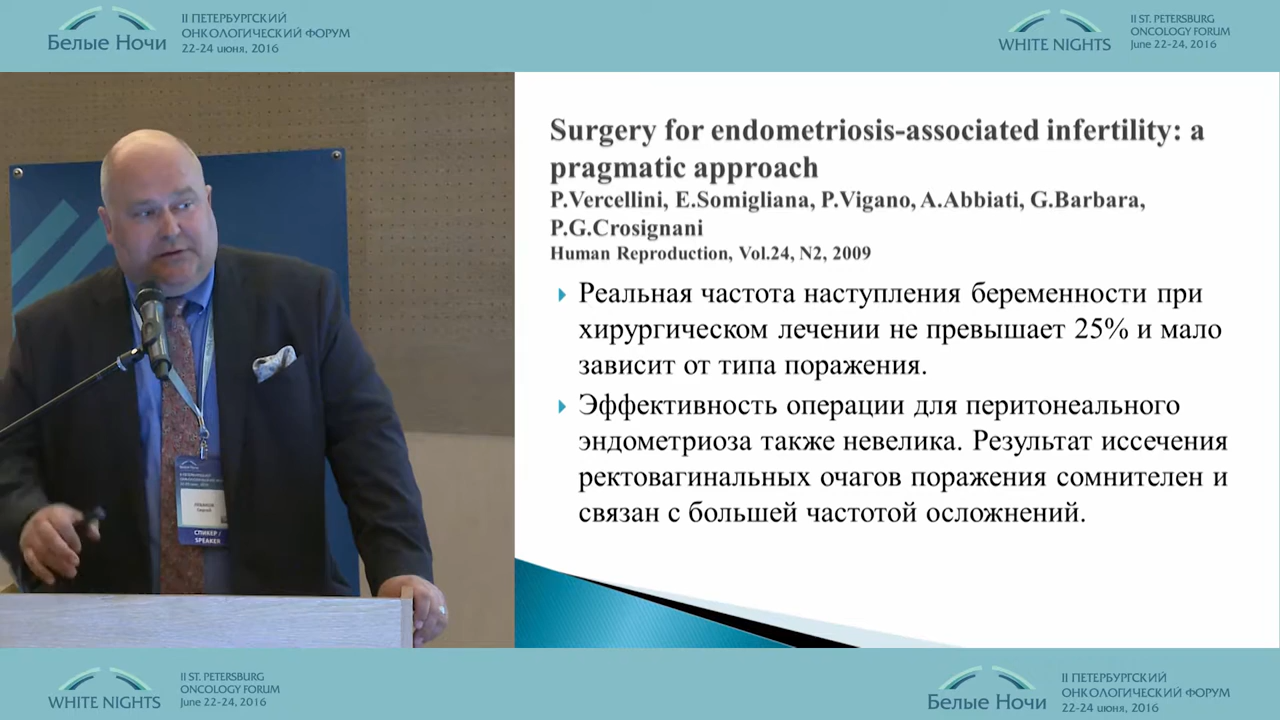 Белые Ночи
II ПЕТЕРБУРГСКИЙ
ОНКОЛОГИЧЕСКИЙ ФОРУМ
22-24 июня, 2016
WHITE NIGHTS
II ST. PETERSBURG
ONCOLOGY FORUM
June 22-24, 2016
Surgery for endometriosis-associated infertility: a
pragmatic approach
P.Vercellini, E.Somigliana, P.Vigano, A.Abbiati, G.Barbara,
P.G.Crosignani
Human Reproduction, Vol.24, N2, 2009
Реальная частота наступления беременности при
хирургическом лечении не превышает 25% и мало
зависит от типа поражения.
Эффективность операции для перитонеального
эндометриоза также невелика. Результат иссечения
ректовагинальных очагов поражения сомнителен и
связан с большей частотой осложнений.
СПИКЕР /
SPEAKER
WHITE NIGHTS
II ST. PETERSBURG
ONCOLOGY FORUM
June 22-24, 2016
Белые Ночи
II ПЕТЕРБУРГСКИЙ
ОНКОЛОГИЧЕСКИЙ ФОРУМ
22-24 июня, 2016